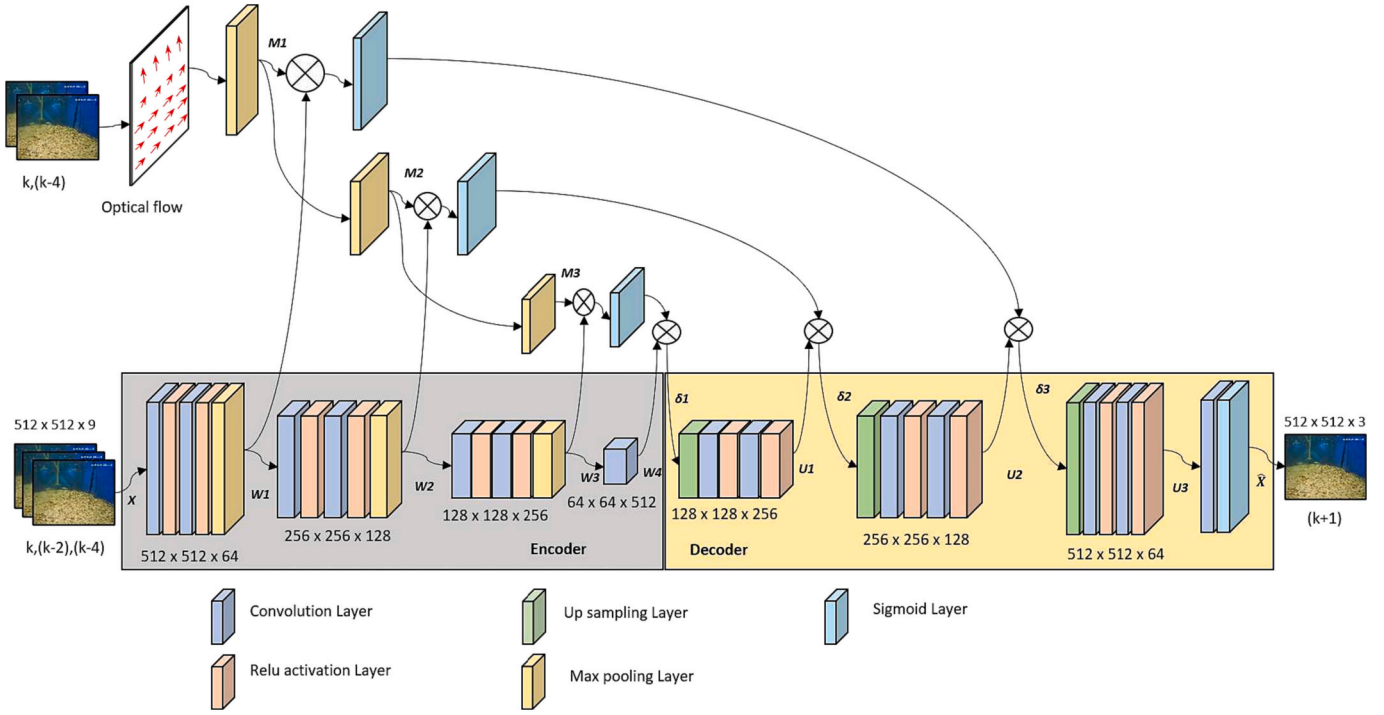 M1
k,(k-4)
Optical flow
M2
M3
512 x 512 x 9
X
k,(k-2),(k-4)
512 x 512 x 64
W1
256 x 256 x 128
W2
128 x 128 x 256
W3
64 x 64 x 512
W4
Encoder
Decoder
δ1
128 x 128 x 256
U1
δ2
256 x 256 x 128
U2
δ3
512 x 512 x 64
U3
X̂
512 x 512 x 3
(k+1)
Convolution Layer
Up sampling Layer
Sigmoid Layer
Relu activation Layer
Max pooling Layer